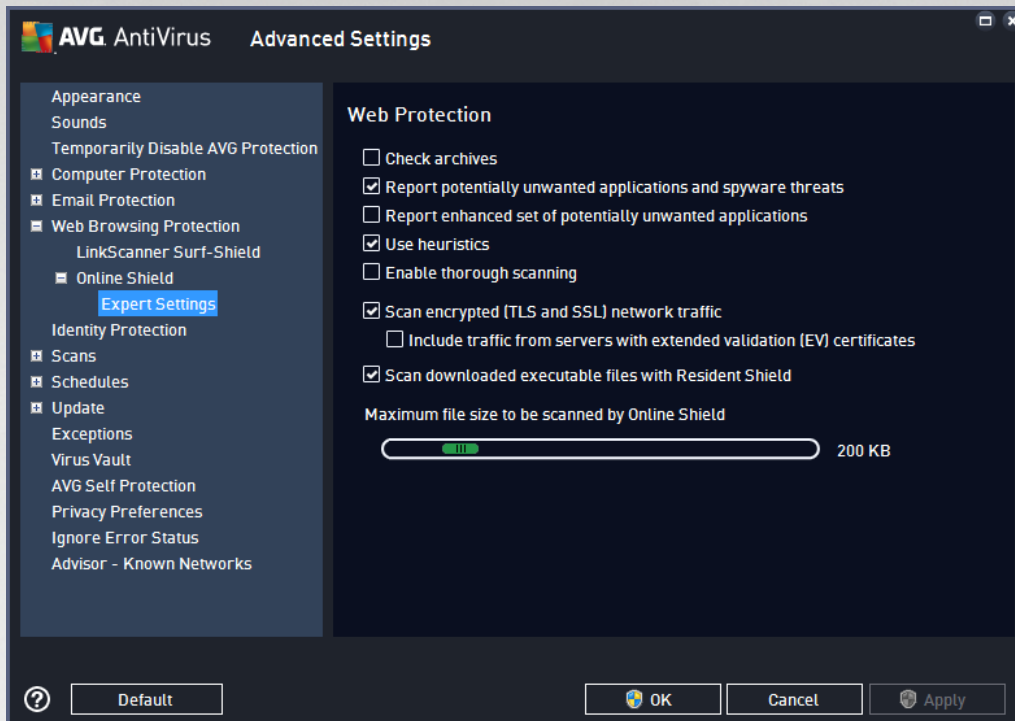 AVG. AntiVirus Advanced Settings
Appearance
Sounds
Temporarily Disable AVG Protection
Computer Protection
Email Protection
Web Browsing Protection
LinkScanner Surf-Shield
Online Shield
Expert Settings
Identity Protection
Scans
Schedules
Update
Exceptions
Virus Vault
AVG Self Protection
Privacy Preferences
Ignore Error Status
Advisor - Known Networks
Web Protection
Check archives
Report potentially unwanted applications and spyware threats
Report enhanced set of potentially unwanted applications
Use heuristics
Enable thorough scanning
Scan encrypted (TLS and SSL) network traffic
Include traffic from servers with extended validation (EV) certificates
Scan downloaded executable files with Resident Shield
Maximum file size to be scanned by Online Shield
200 KB
? Default OK Cancel Apply